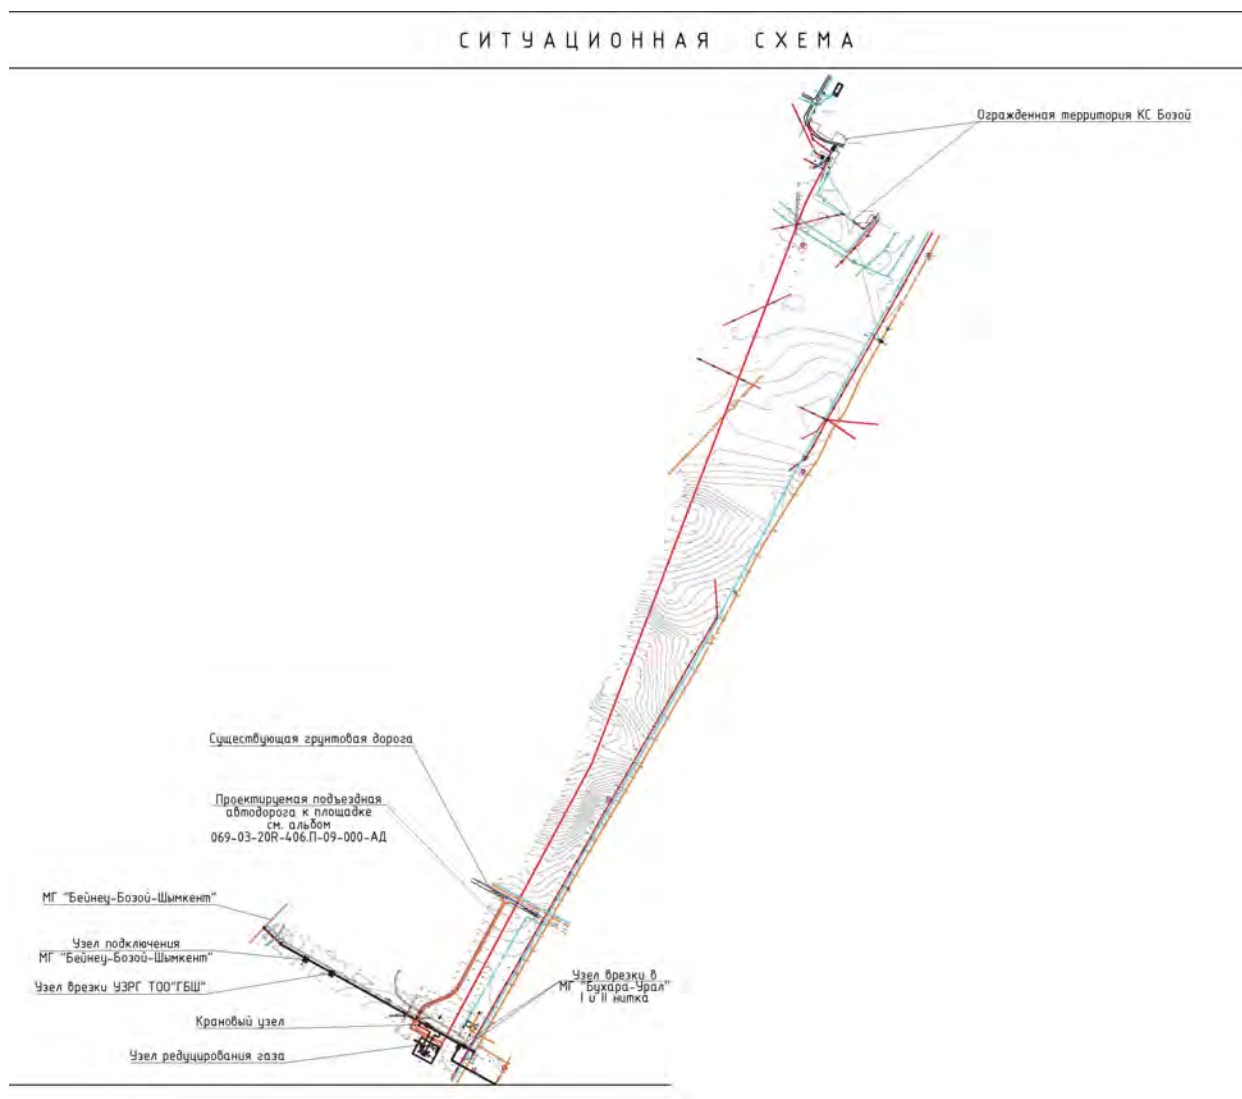 СИТУАЦИОННАЯ СХЕМА
Огражденная территория КС Бозой
Существующая грунтовая дорога
Проектируемая подъездная
автодорога к площадке
см. альбом
069-03-20R-406.П-09-000-АД
МГ "Бейнеу-Бозой-Шымкент"
Узел подключения
МГ "Бейнеу-Бозой-Шымкент"
Узел врезки УЗРГ ТОО"ГБШ"
Крановый узел
Узел редуцирования газа
Узел врезки в
МГ "Бухара-Урал"
I и II нитка